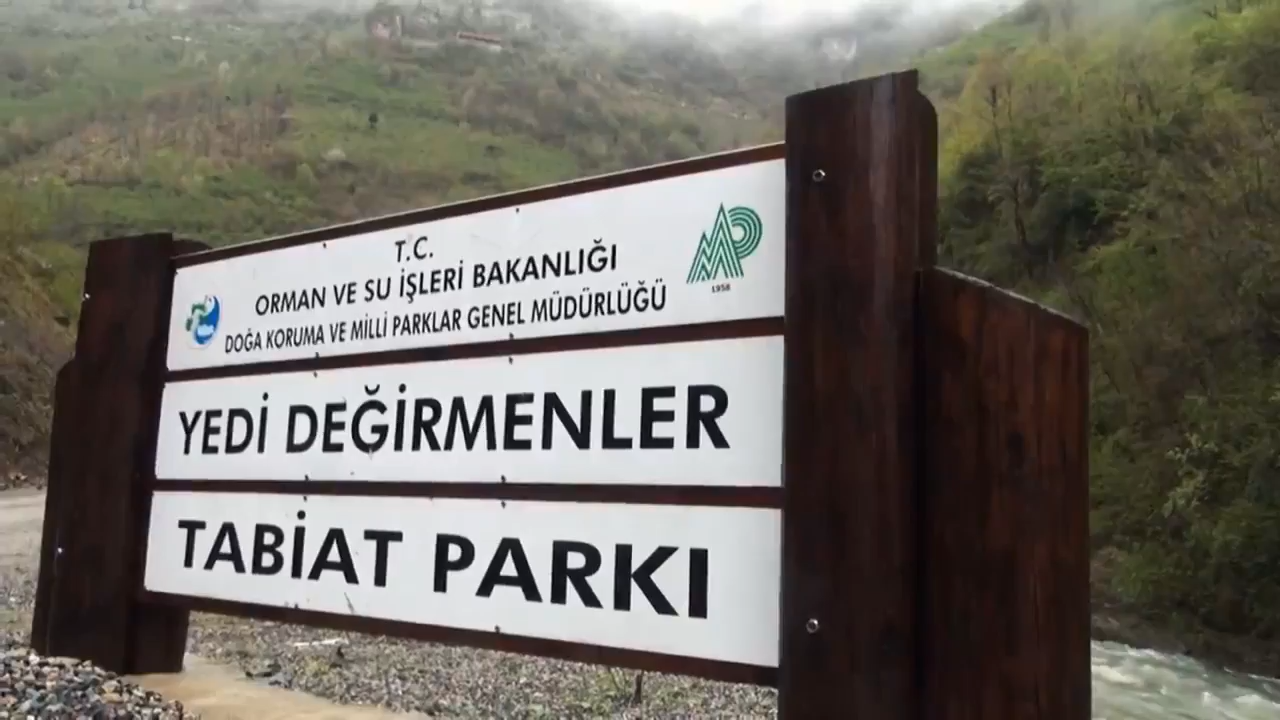 T.C.
ORMAN VE SU İŞLERİ BAKANLIĞI
DOĞA KORUMA VE MİLLİ PARKLAR GENEL MÜDÜRLÜĞÜ
MP
1958
YEDİ DEĞİRMENLER
TABİAT PARKI